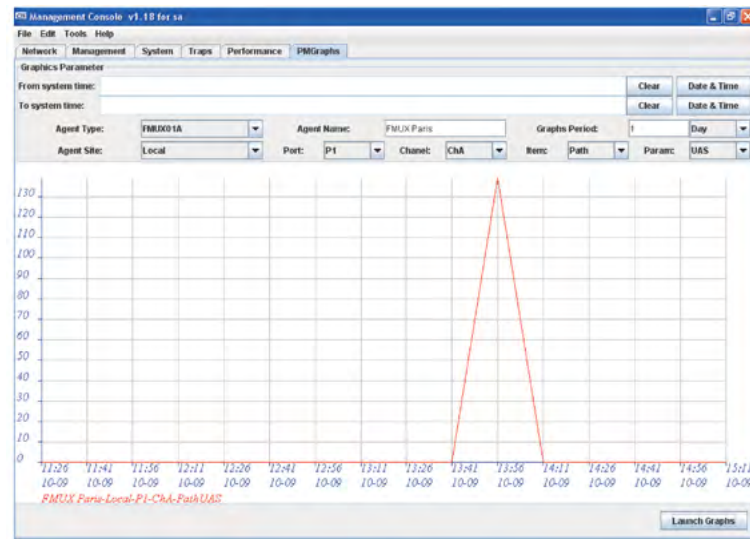 Management Console v1.18 for sa
File Edit Tools Help
Network Management System Traps Performance PMGraphs
Graphics Parameter
From system time: Clear Date & Time
To system time: Clear Date & Time
Agent Type: FMUX01A Agent Name: FMUX Paris Graphs Period: 1 Day
Agent Site: Local Port: P1 Chanel: ChA Item: Path Param: UAS
130
120
110
100
90
80
70
60
50
40
30
20
10
0
11:26 11:41 11:56 12:11 12:26 12:41 12:56 13:11 13:26 13:41 13:56 14:11 14:26 14:41 14:56 15:11
10-09 10-09 10-09 10-09 10-09 10-09 10-09 10-09 10-09 10-09 10-09 10-09 10-09 10-09 10-09 10-09
FMUX Paris-Local-P1-ChA-PathUAS
Launch Graphs